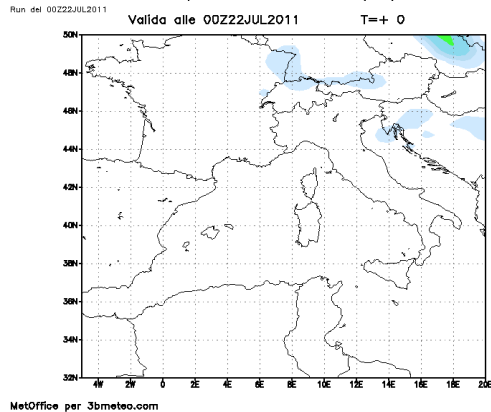 Run del 00Z22JUL2011
Valida alle 00Z22JUL2011 T=+ 0
50N
48N
46N
44N
42N
40N
38N
36N
34N
32N
4W 2W 0 2E 4E 6E 8E 10E 12E 14E 16E 18E 20E
MetOffice per 3bmeteo.com